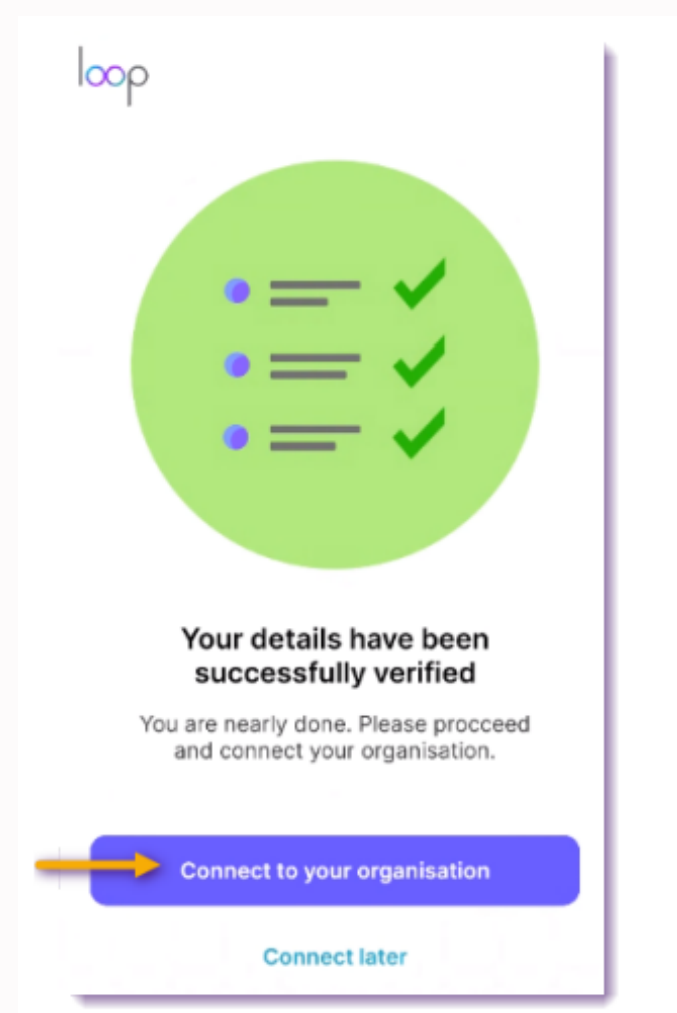 loop
Your details have been
successfully verified
You are nearly done. Please procceed
and connect your organisation.
Connect to your organisation
Connect later